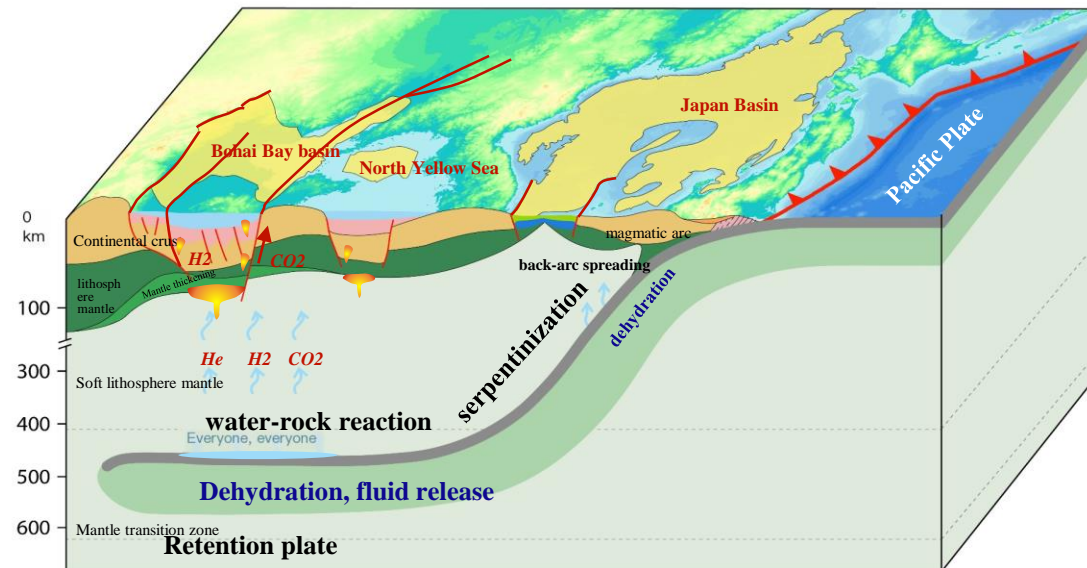 Japan Basin
Bohai Bay basin
North Yellow Sea
Pacific Plate
0
km
Continental crus
magmatic arc
H2
CO2
back-arc spreading
Mantle thickening
lithosph
ere
mantle
100
dehydration
serpentinization
He
H2
CO2
300
Soft lithosphere mantle
400
water-rock reaction
Everyone, everyone
500
Dehydration, fluid release
600
Mantle transition zone
Retention plate